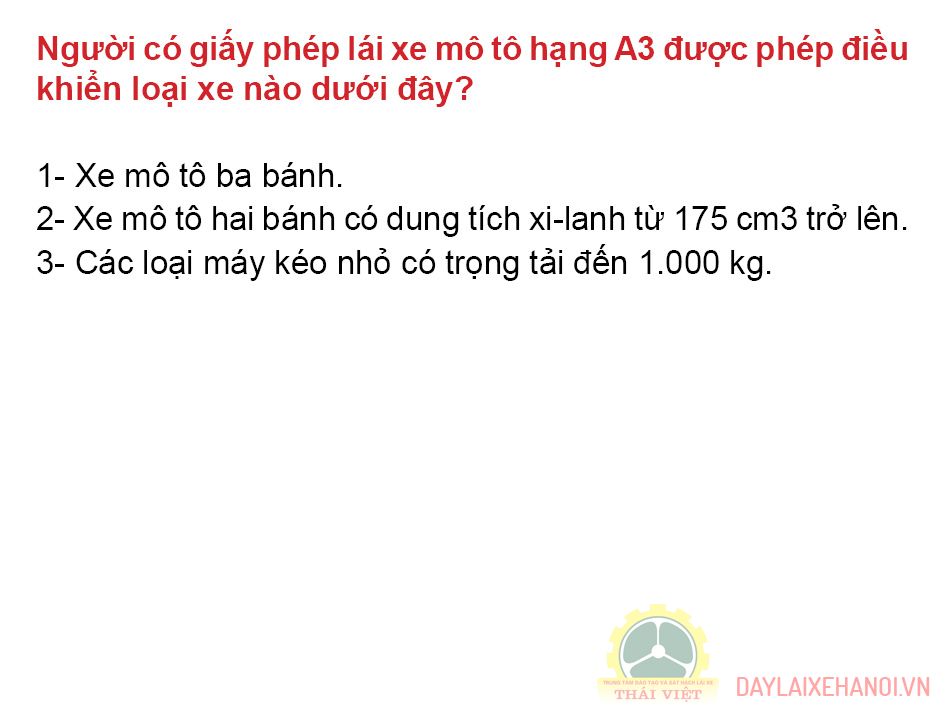 Người có giấy phép lái xe mô tô hạng A3 được phép điều
khiển loại xe nào dưới đây?
1- Xe mô tô ba bánh.
2- Xe mô tô hai bánh có dung tích xi-lanh từ 175 cm3 trở lên.
3- Các loại máy kéo nhỏ có trọng tải đến 1.000 kg.
TRUNG TÂM ĐÀO TẠO VÀ SÁT HẠCH LÁI XE
THÁI VIỆT
DAYLAIXEHANOI.VN